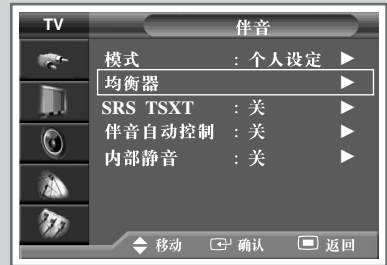 TV 伴音
模式 : 个人设定 ▶
均衡器 ▶
SRS TSXT : 关 ▶
伴音自动控制 : 关 ▶
内部静音 : 关 ▶
移动 确认 返回